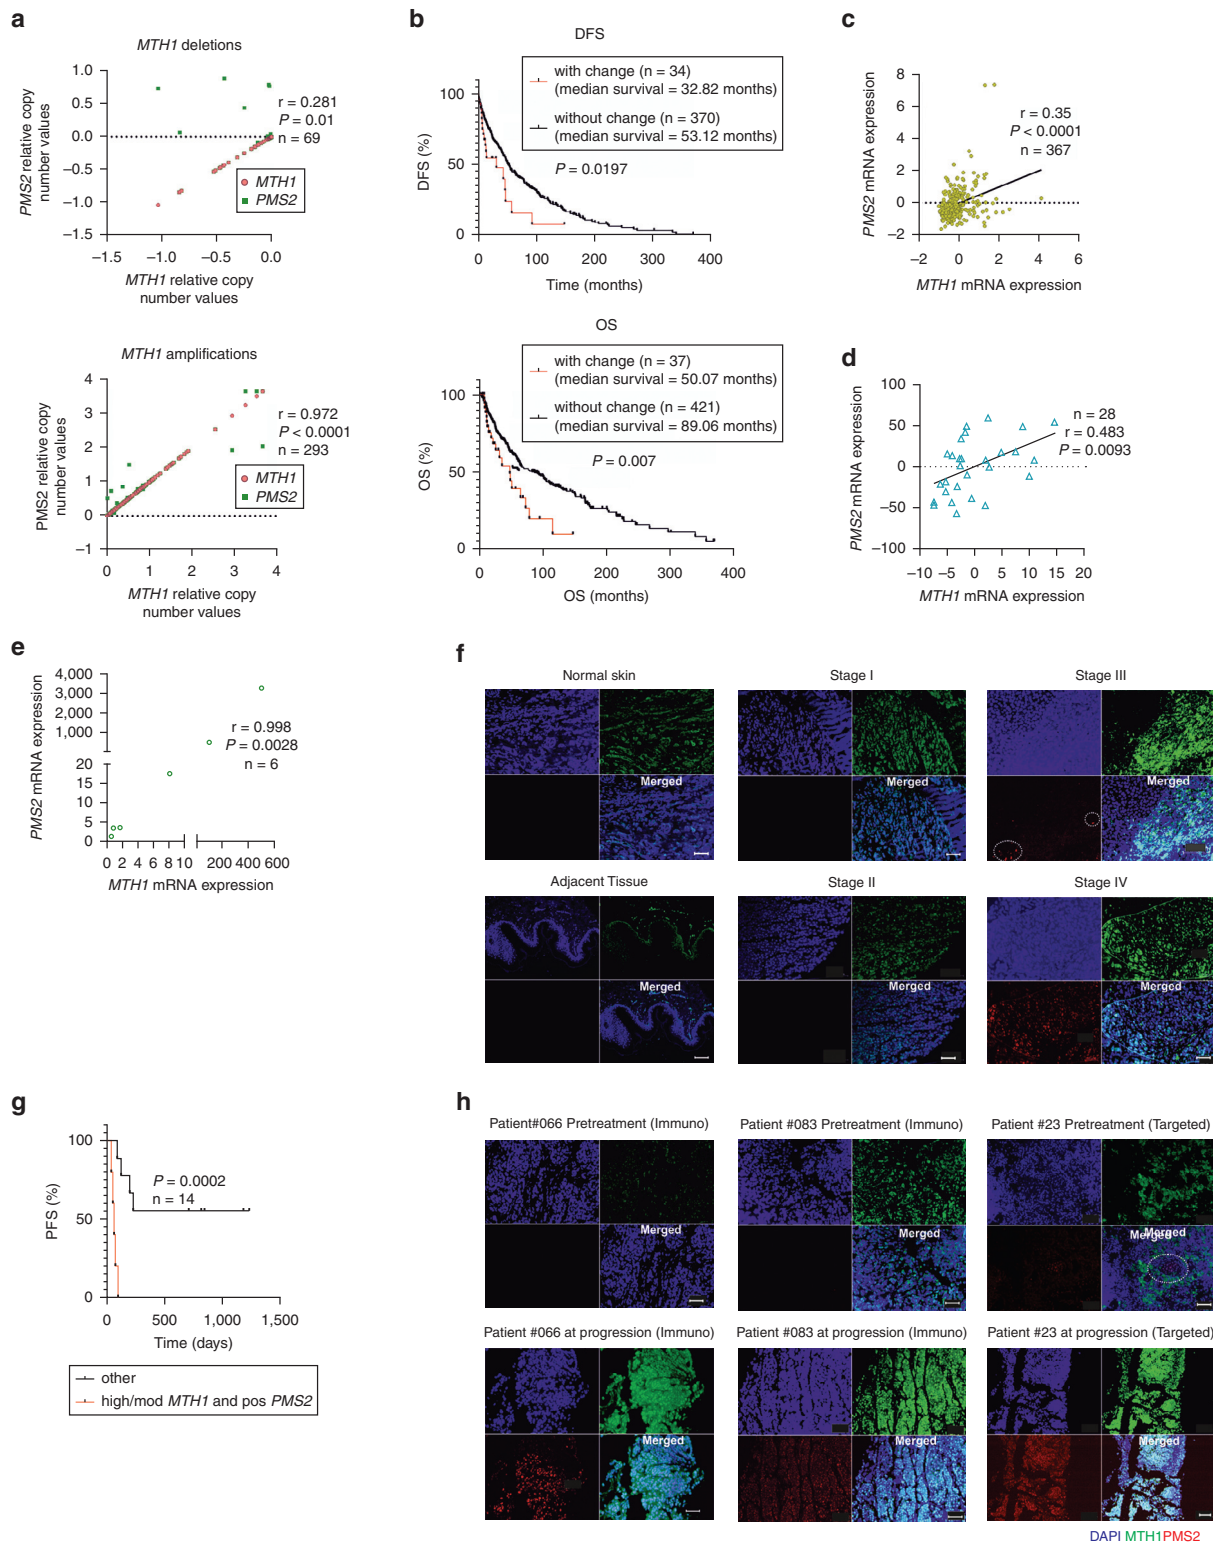 a
MTH1 deletions
PMS2 relative copy
number values
1.0
0.5
0.0
−0.5
−1.0
−1.5
r = 0.281
P = 0.01
n = 69
MTH1
PMS2
−1.5
−1.0
−0.5
0.0
MTH1 relative copy
number values
MTH1 amplifications
PMS2 relative copy
number values
4
3
2
1
0
−1
r = 0.972
P < 0.0001
n = 293
MTH1
PMS2
0
1
2
3
4
MTH1 relative copy
number values
b
DFS
with change (n = 34)
(median survival = 32.82 months)
without change (n = 370)
(median survival = 53.12 months)
P = 0.0197
DFS (%)
100
50
0
0
100
200
300
400
Time (months)
OS
with change (n = 37)
(median survival = 50.07 months)
without change (n = 421)
(median survival = 89.06 months)
P = 0.007
OS (%)
100
50
0
0
100
200
300
400
OS (months)
c
PMS2 mRNA expression
8
6
4
2
0
−2
r = 0.35
P < 0.0001
n = 367
−2
0
2
4
6
MTH1 mRNA expression
d
PMS2 mRNA expression
100
50
0
−50
−100
n = 28
r = 0.483
P = 0.0093
−10
−5
0
5
10
15
20
MTH1 mRNA expression
e
PMS2 mRNA expression
4,000
3,000
2,000
1,000
20
15
10
5
0
r = 0.998
P = 0.0028
n = 6
0
2
4
6
8
10
200
400
600
MTH1 mRNA expression
f
Normal skin
Merged
Stage I
Merged
Stage III
Merged
Adjacent Tissue
Merged
Stage II
Merged
Stage IV
Merged
g
PFS (%)
100
50
0
P = 0.0002
n = 14
0
500
1,000
1,500
Time (days)
other
high/mod MTH1 and pos PMS2
h
Patient#066 Pretreatment (Immuno)
Merged
Patient #083 Pretreatment (Immuno)
Merged
Patient #23 Pretreatment (Targeted)
Merged
Merged
Patient #066 at progression (Immuno)
Merged
Patient #083 at progression (Immuno)
Merged
Patient #23 at progression (Targeted)
Merged
DAPI MTH1PMS2